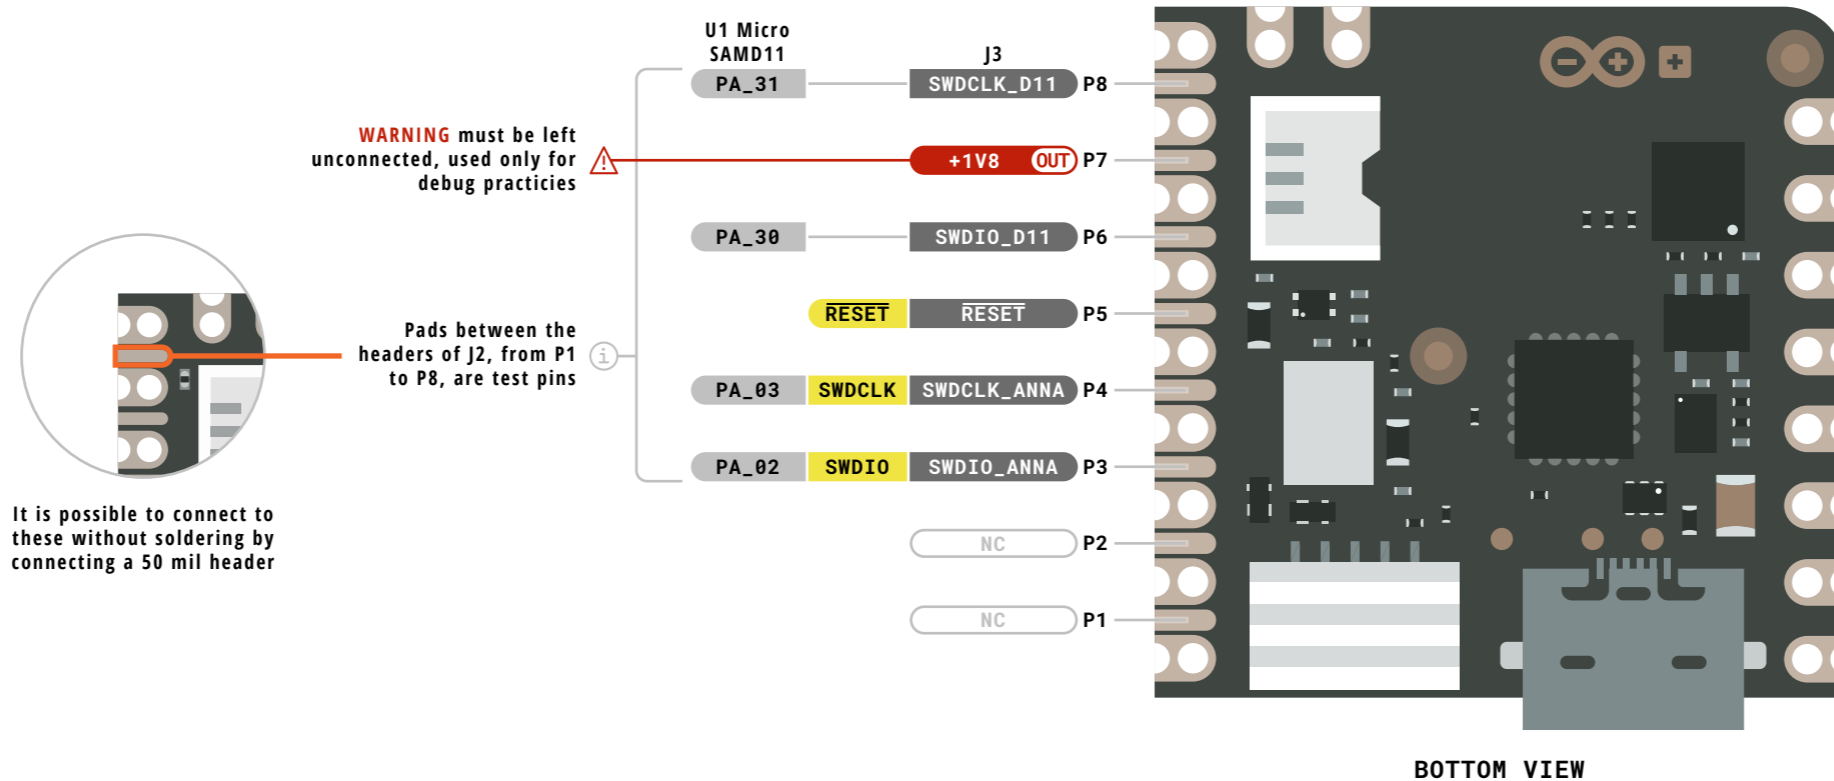 U1 Micro
SAMD11
J3
PA_31 SWDCLK_D11 P8
WARNING must be left
unconnected, used only for
debug practicies
+1V8 OUT P7
PA_30 SWDIO_D11 P6
RESET RESET P5
Pads between the
headers of J2, from P1
to P8, are test pins
i
PA_03 SWDCLK SWDCLK_ANNA P4
PA_02 SWDIO SWDIO_ANNA P3
It is possible to connect to
these without soldering by
connecting a 50 mil header
NC P2
NC P1
BOTTOM VIEW